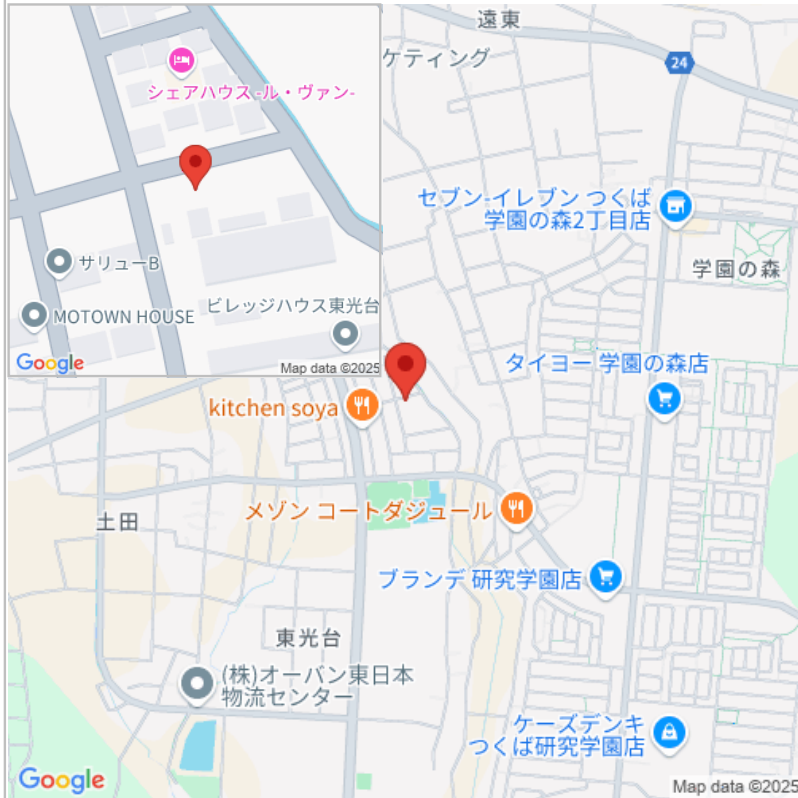 シェアハウス -ル・ヴァン-
サリューB
MOTOWN HOUSE
ビレッジハウス東光台
Google
Map data ©2025
遠東
ケティング
24
セブン-イレブン つくば
学園の森2丁目店
学園の森
タイヨー 学園の森店
kitchen soya
メゾン コートダジュール
土田
ブランデ 研究学園店
東光台
(株)オーバン東日本
物流センター
ケーズデンキ
つくば研究学園店
Google
Map data ©2025